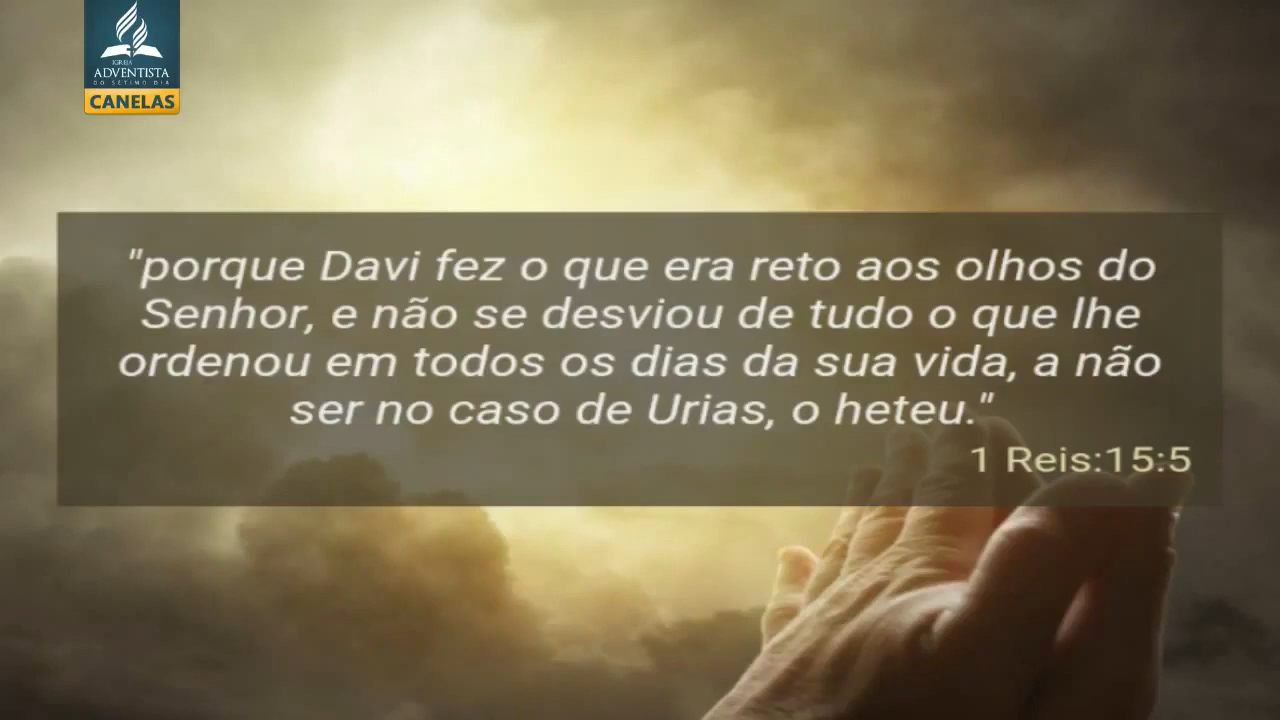 IGREJA
ADVENTISTA
DO SÉTIMO DIA
CANELAS
"porque Davi fez o que era reto aos olhos do
Senhor, e não se desviou de tudo o que lhe
ordenou em todos os dias da sua vida, a não
ser no caso de Urias, o heteu."
1 Reis:15:5